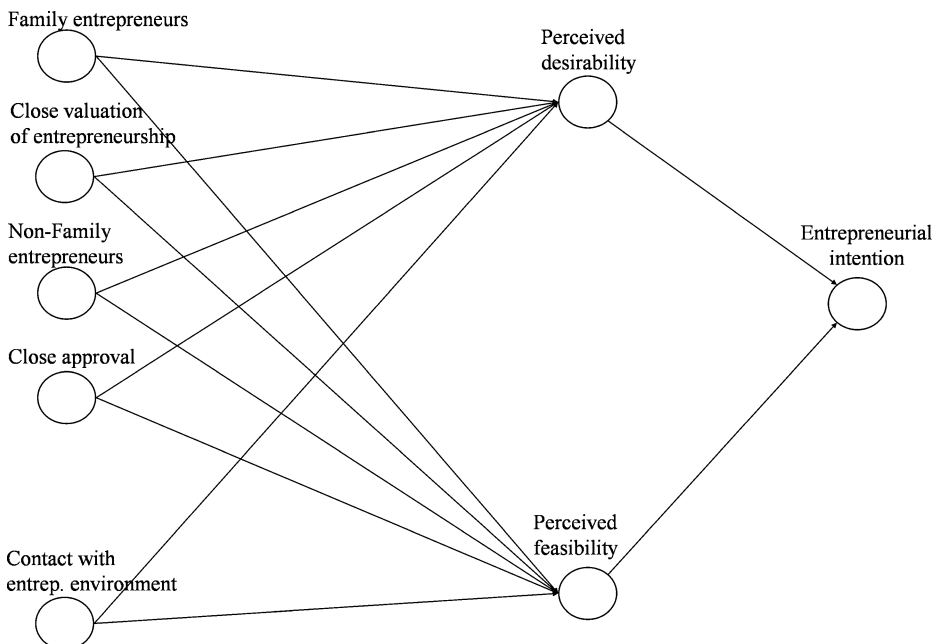 Family entrepreneurs
Close valuation
of entrepreneurship
Non-Family
entrepreneurs
Close approval
Contact with
entrep. environment
Perceived
desirability
Perceived
feasibility
Entrepreneurial
intention